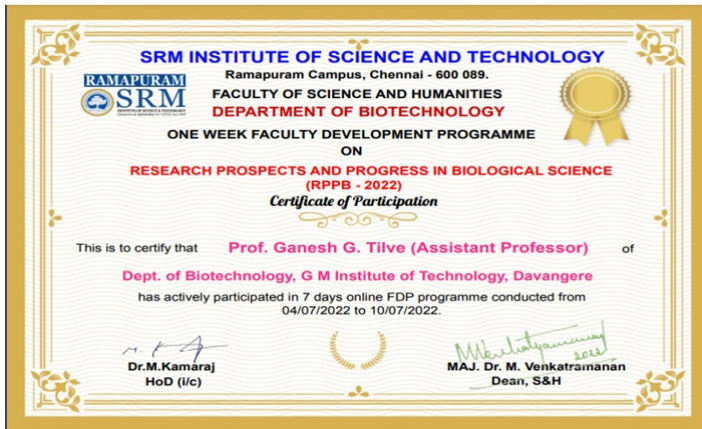 SRM INSTITUTE OF SCIENCE AND TECHNOLOGY
Ramapuram Campus, Chennai - 600 089.
RAMAPURAM
SRM
FACULTY OF SCIENCE AND HUMANITIES
DEPARTMENT OF BIOTECHNOLOGY
ONE WEEK FACULTY DEVELOPMENT PROGRAMME
ON
RESEARCH PROSPECTS AND PROGRESS IN BIOLOGICAL SCIENCE
(RPPB - 2022)
Certificate of Participation
This is to certify that Prof. Ganesh G. Tilve (Assistant Professor) of
Dept. of Biotechnology, G M Institute of Technology, Davangere
has actively participated in 7 days online FDP programme conducted from
04/07/2022 to 10/07/2022.
Dr.M.Kamaraj
HoD (i/c)
2022
MAJ. Dr. M. Venkatramanan
Dean, S&H